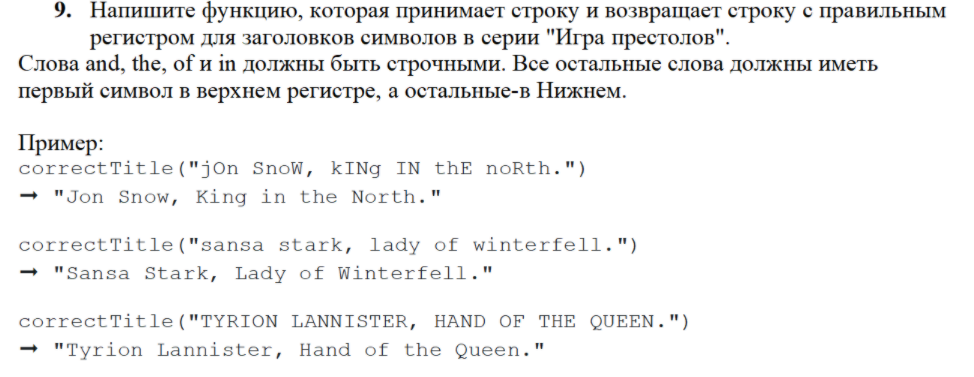 9. Напишите функцию, которая принимает строку и возвращает строку с правильным
регистром для заголовков символов в серии "Игра престолов".
Слова and, the, of и in должны быть строчными. Все остальные слова должны иметь
первый символ в верхнем регистре, а остальные-в Нижнем.
Пример:
correctTitle("jOn SnoW, kINg IN thE noRth.")
→ "Jon Snow, King in the North."
correctTitle("sansa stark, lady of winterfell.")
→ "Sansa Stark, Lady of Winterfell."
correctTitle("TYRION LANNISTER, HAND OF THE QUEEN.")
→ "Tyrion Lannister, Hand of the Queen."